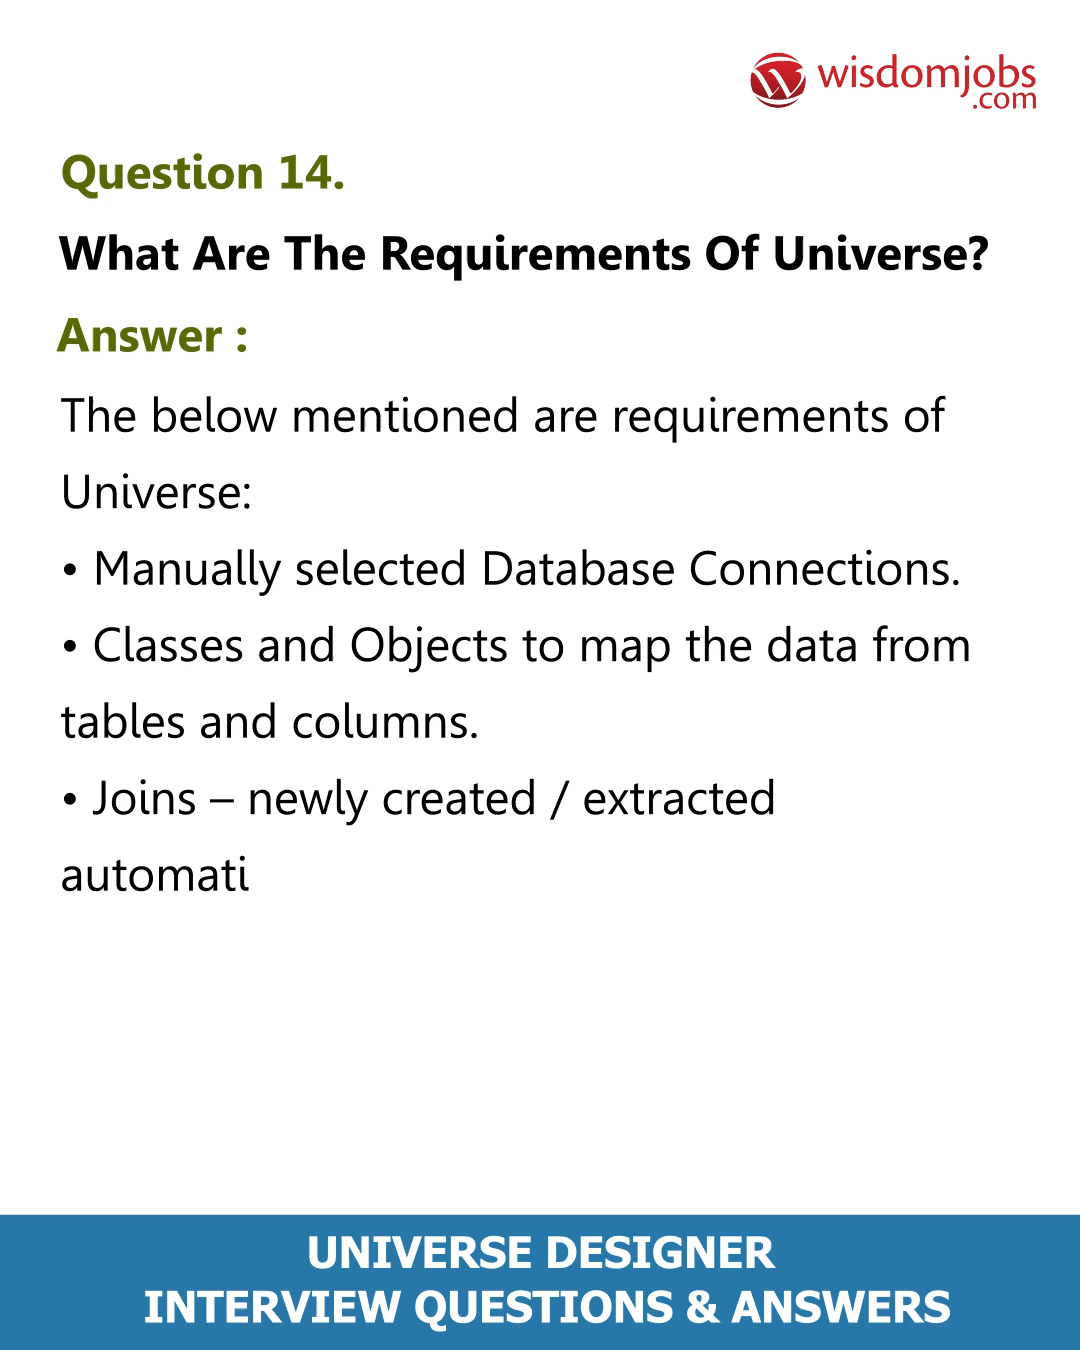 wisdomjobs
.com
Question 14.
What Are The Requirements Of Universe?
Answer :
The below mentioned are requirements of
Universe:
• Manually selected Database Connections.
• Classes and Objects to map the data from
tables and columns.
• Joins – newly created / extracted
automati
UNIVERSE DESIGNER
INTERVIEW QUESTIONS & ANSWERS